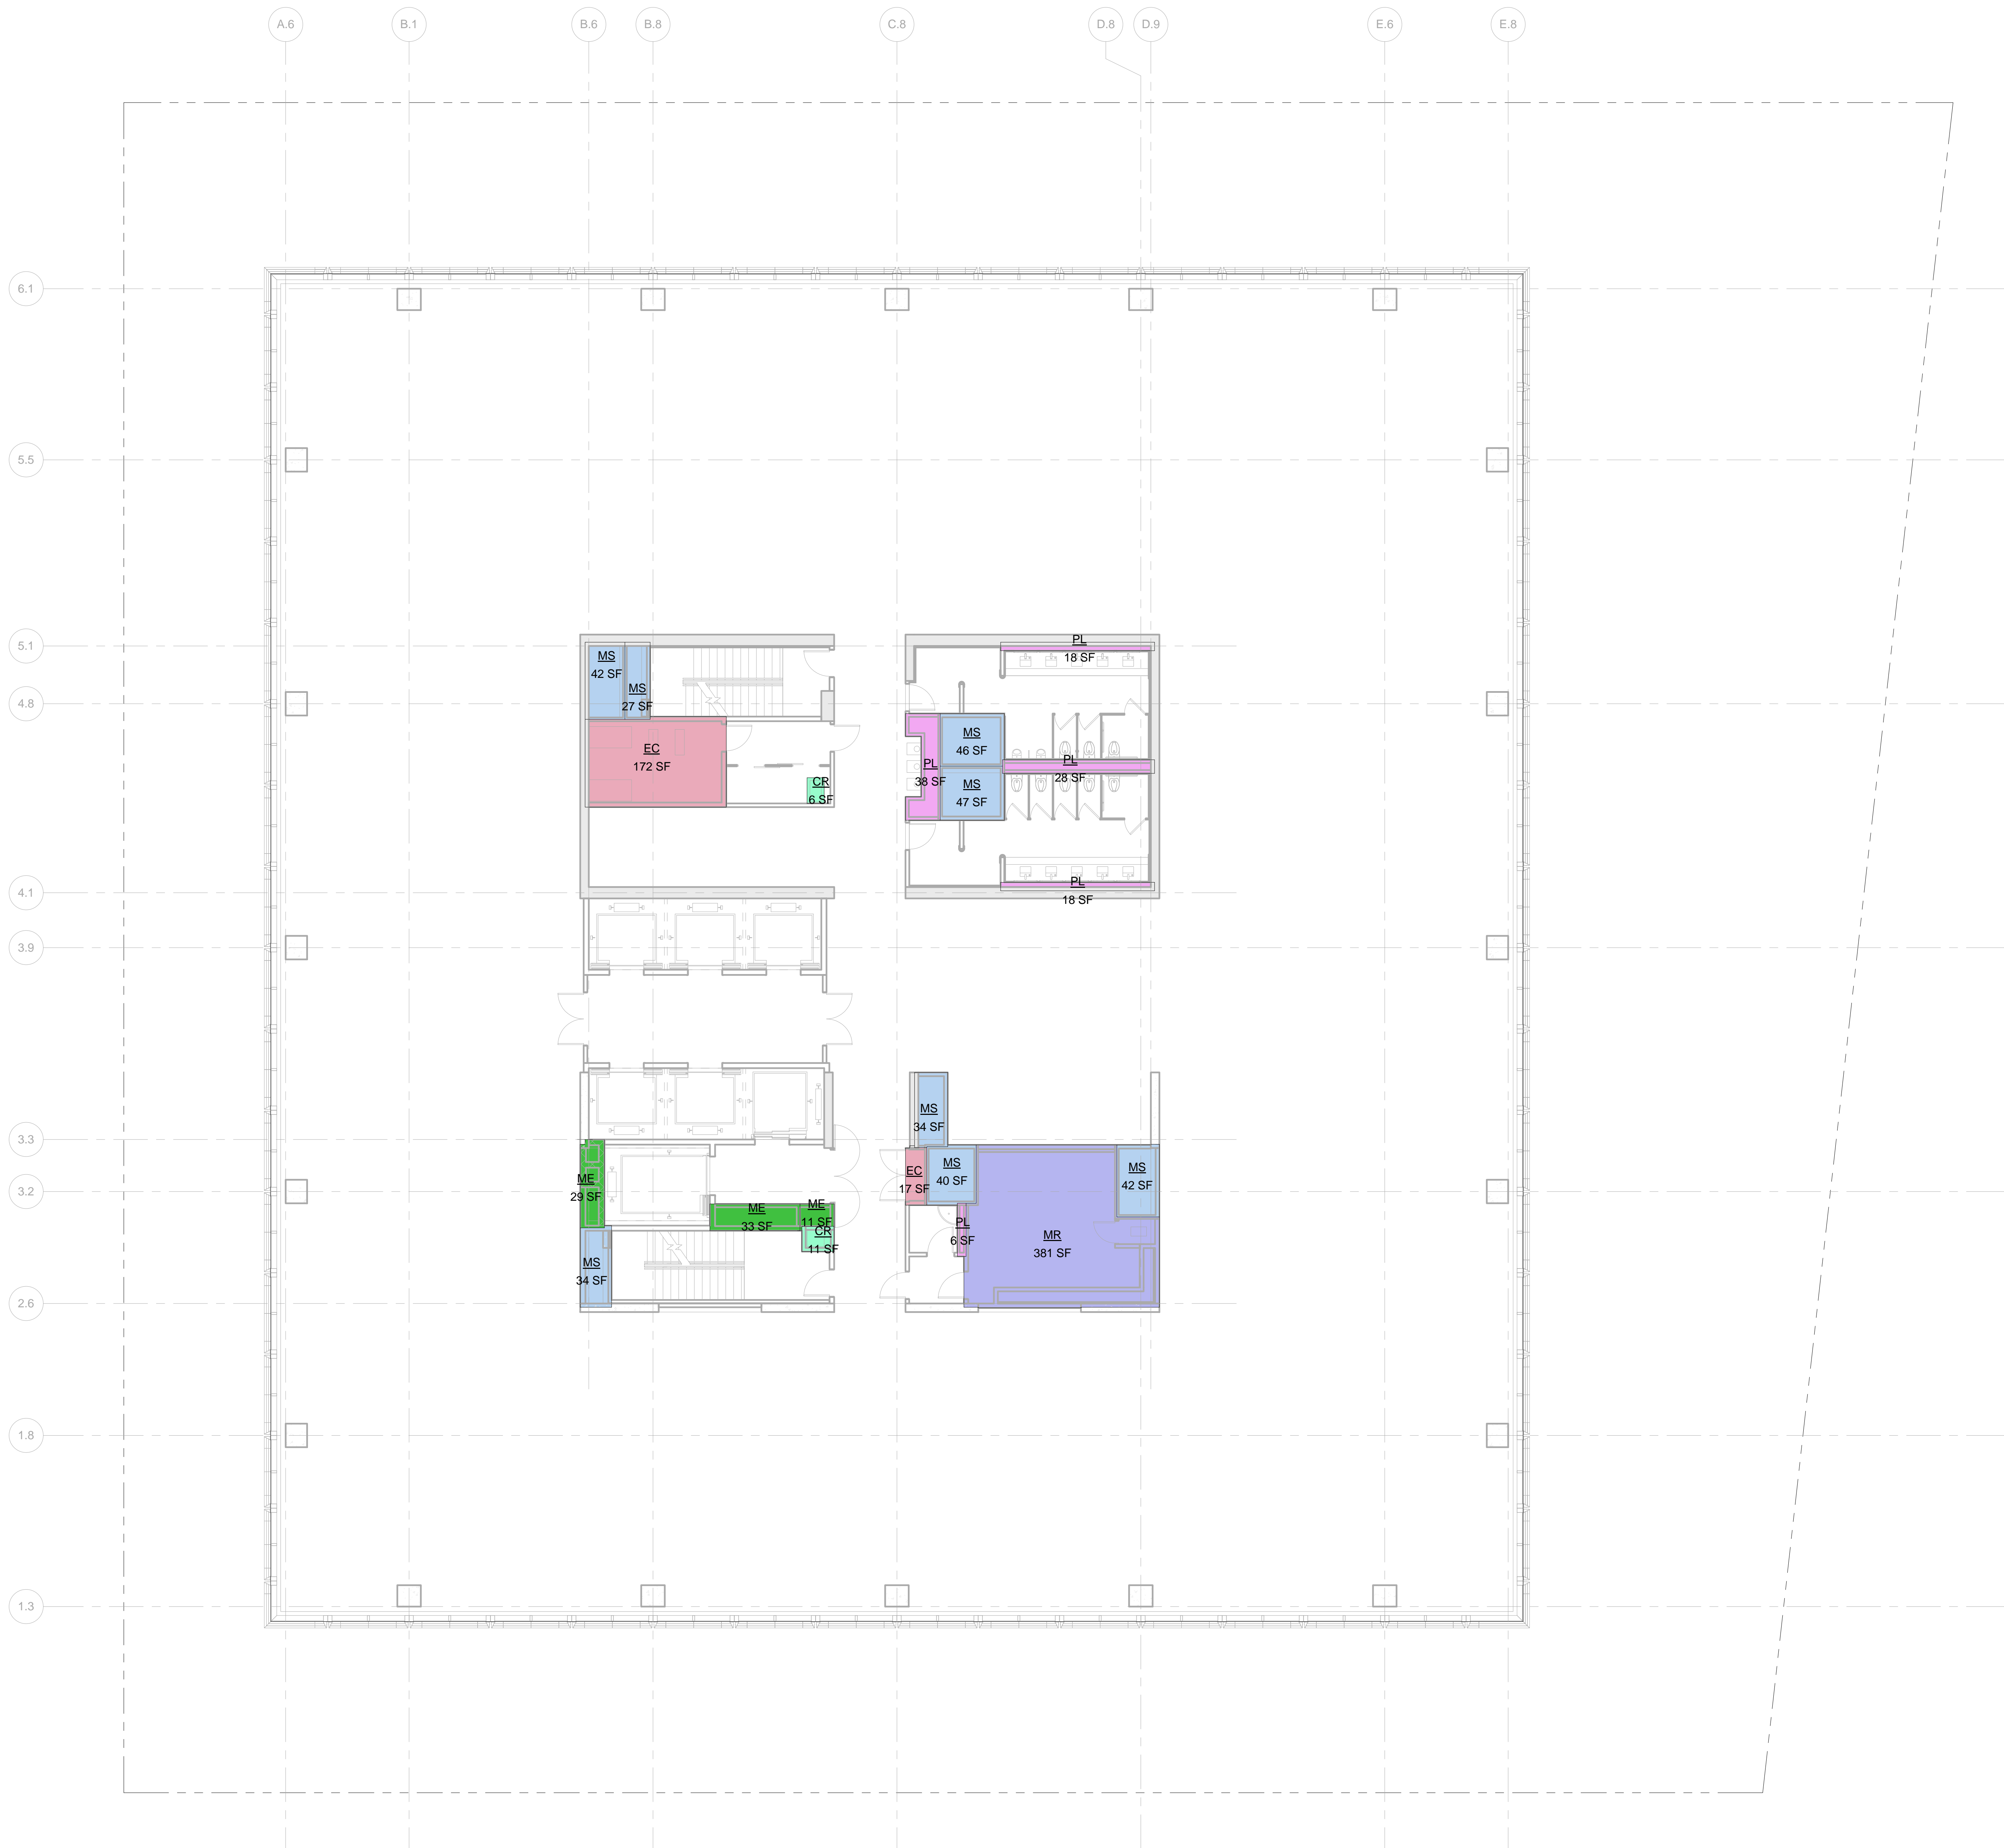 A.6
B.1
B.6
B.8
C.8
D.8
D.9
E.6
E.8
6.1
5.5
5.1
4.8
4.1
3.9
3.3
3.2
2.6
1.8
1.3
MS
42 SF
MS
27 SF
EC
172 SF
CR
6 SF
PL
18 SF
MS
46 SF
PL
38 SF
PL
28 SF
MS
47 SF
PL
18 SF
MS
34 SF
ME
29 SF
ME
33 SF
ME
11 SF
CR
11 SF
MS
34 SF
EC
17 SF
MS
40 SF
MS
42 SF
PL
6 SF
MR
381 SF